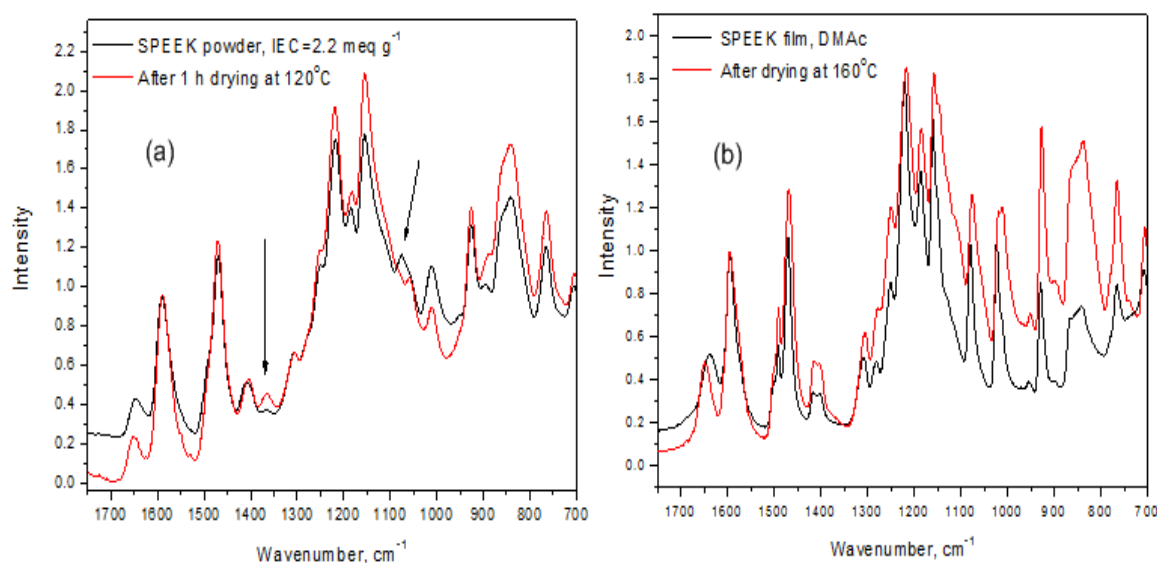 SPEEK powder, IEC=2.2 meq g⁻¹
After 1 h drying at 120°C
(a)
Intensity
2.2
2.0
1.8
1.6
1.4
1.2
1.0
0.8
0.6
0.4
0.2
0.0
1700 1600 1500 1400 1300 1200 1100 1000 900 800 700
Wavenumber, cm⁻¹
SPEEK film, DMAc
After drying at 160°C
(b)
Intensity
2.0
1.8
1.6
1.4
1.2
1.0
0.8
0.6
0.4
0.2
0.0
1700 1600 1500 1400 1300 1200 1100 1000 900 800 700
Wavenumber, cm⁻¹